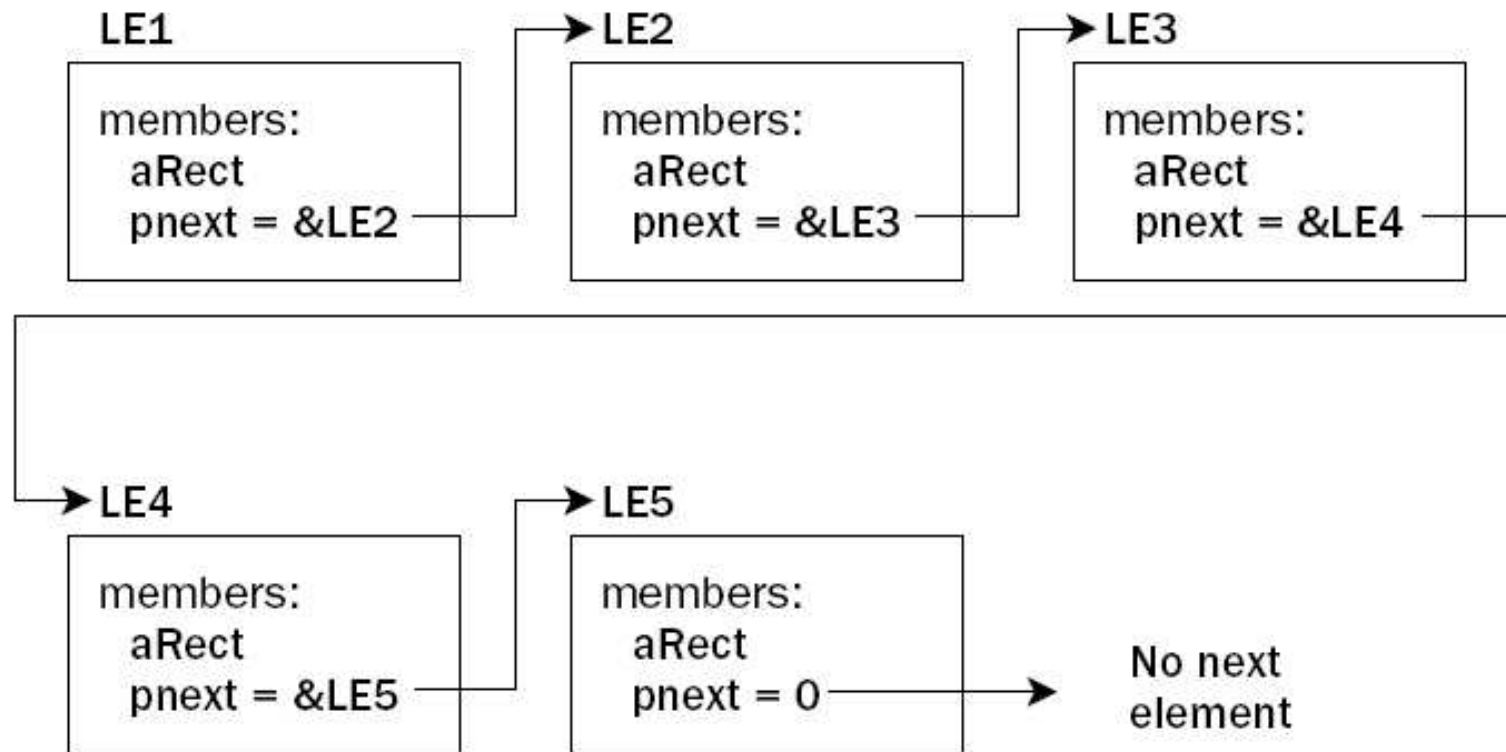 LE1
members:
aRect
pnext = &LE2
LE2
members:
aRect
pnext = &LE3
LE3
members:
aRect
pnext = &LE4
LE4
members:
aRect
pnext = &LE5
LE5
members:
aRect
pnext = 0
No next
element